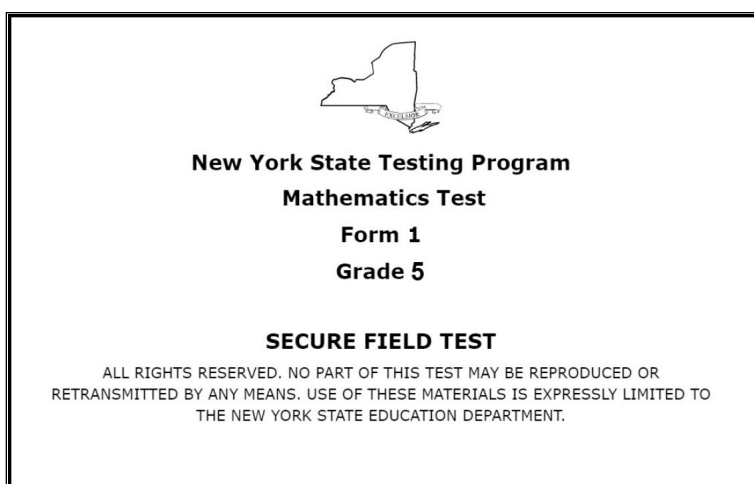 EXCELSIOR
New York State Testing Program
Mathematics Test
Form 1
Grade 5
SECURE FIELD TEST
ALL RIGHTS RESERVED. NO PART OF THIS TEST MAY BE REPRODUCED OR
RETRANSMITTED BY ANY MEANS. USE OF THESE MATERIALS IS EXPRESSLY LIMITED TO
THE NEW YORK STATE EDUCATION DEPARTMENT.